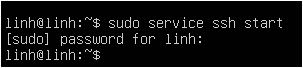 linh@linh:~$ sudo service ssh start
[sudo] password for linh:
linh@linh:~$